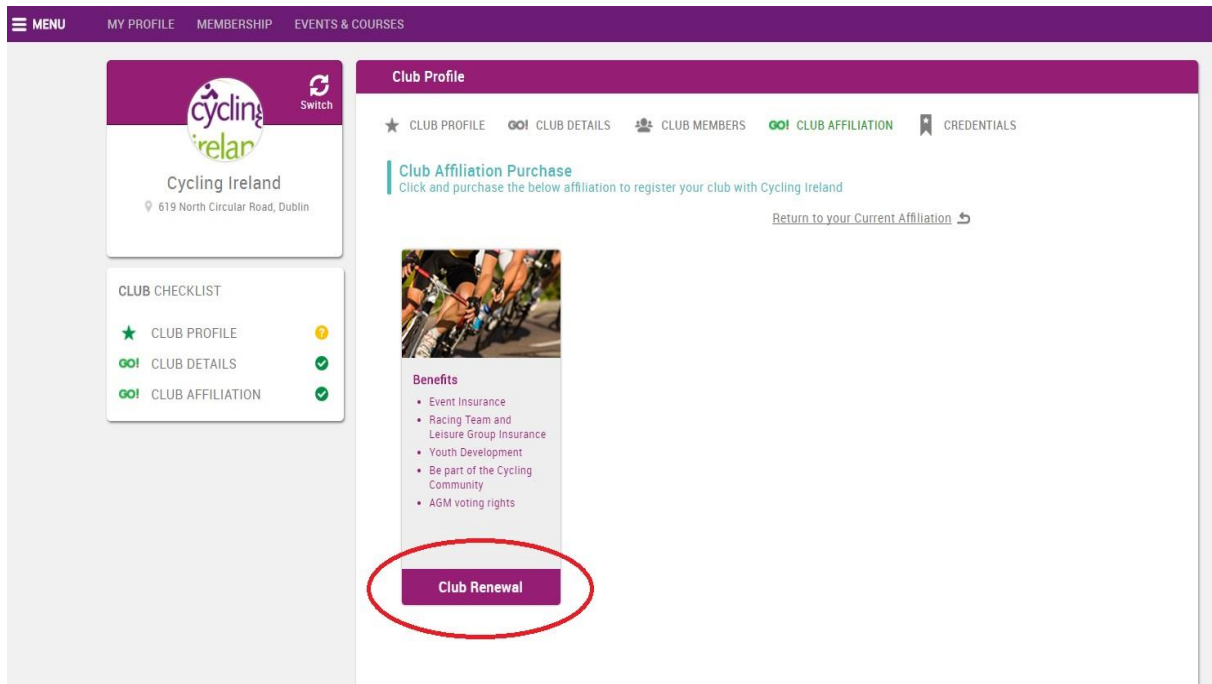 MENU
MY PROFILE
MEMBERSHIP
EVENTS & COURSES
cycling
irelan
Switch
Cycling Ireland
619 North Circular Road, Dublin
CLUB CHECKLIST
CLUB PROFILE
?
GO! CLUB DETAILS
GO! CLUB AFFILIATION
Club Profile
CLUB PROFILE
GO! CLUB DETAILS
CLUB MEMBERS
GO! CLUB AFFILIATION
CREDENTIALS
Club Affiliation Purchase
Click and purchase the below affiliation to register your club with Cycling Ireland
Return to your Current Affiliation
Benefits
• Event Insurance
• Racing Team and
Leisure Group Insurance
• Youth Development
• Be part of the Cycling
Community
• AGM voting rights
Club Renewal